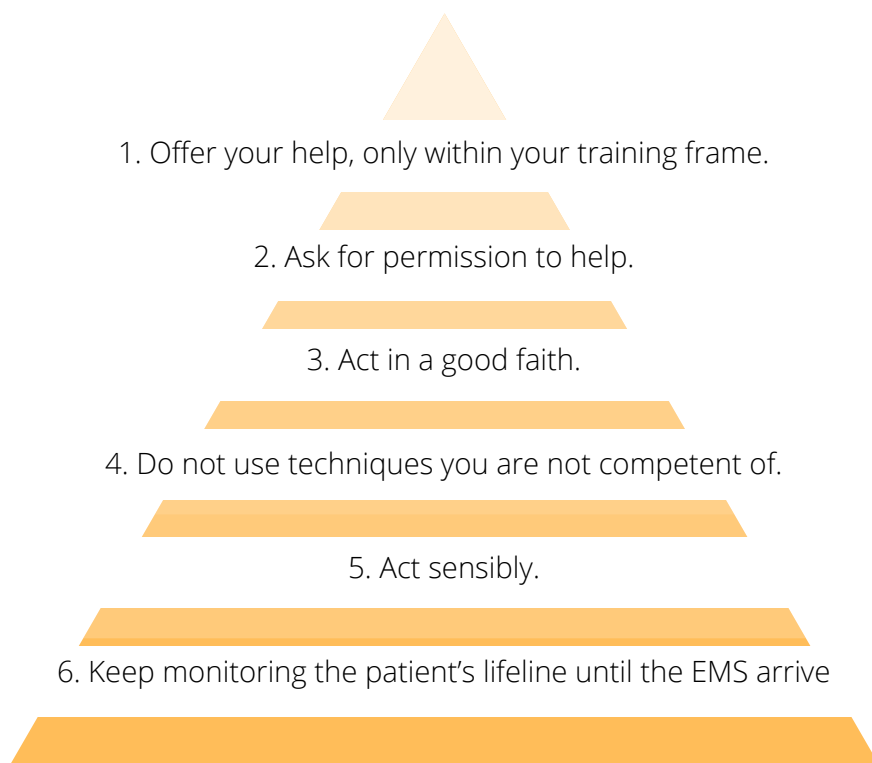 1. Offer your help, only within your training frame.
2. Ask for permission to help.
3. Act in a good faith.
4. Do not use techniques you are not competent of.
5. Act sensibly.
6. Keep monitoring the patient’s lifeline until the EMS arrive